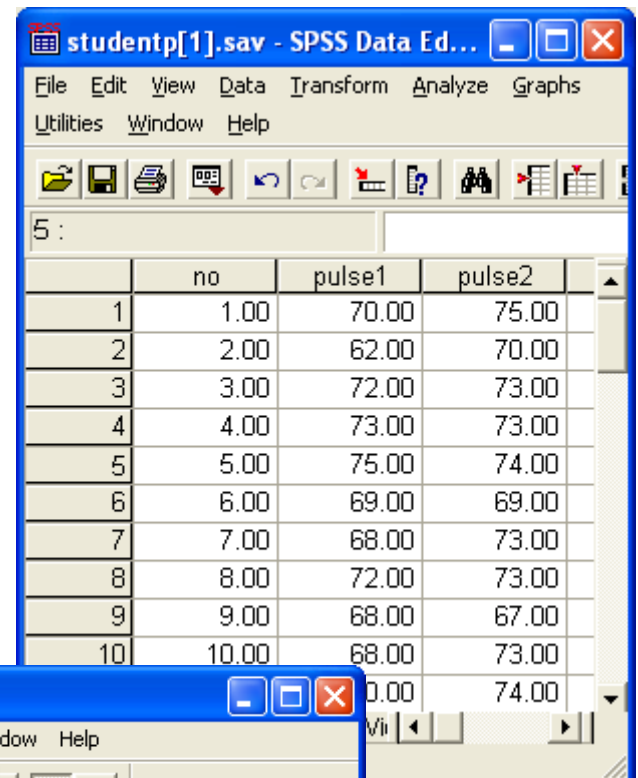 studentp[1].sav - SPSS Data Ed...
File Edit View Data Transform Analyze Graphs
Utilities Window Help
5 :
no pulse1 pulse2
1 1.00 70.00 75.00
2 2.00 62.00 70.00
3 3.00 72.00 73.00
4 4.00 73.00 73.00
5 5.00 75.00 74.00
6 6.00 69.00 69.00
7 7.00 68.00 73.00
8 8.00 72.00 73.00
9 9.00 68.00 67.00
10 10.00 68.00 73.00
0.00 74.00
dow Help